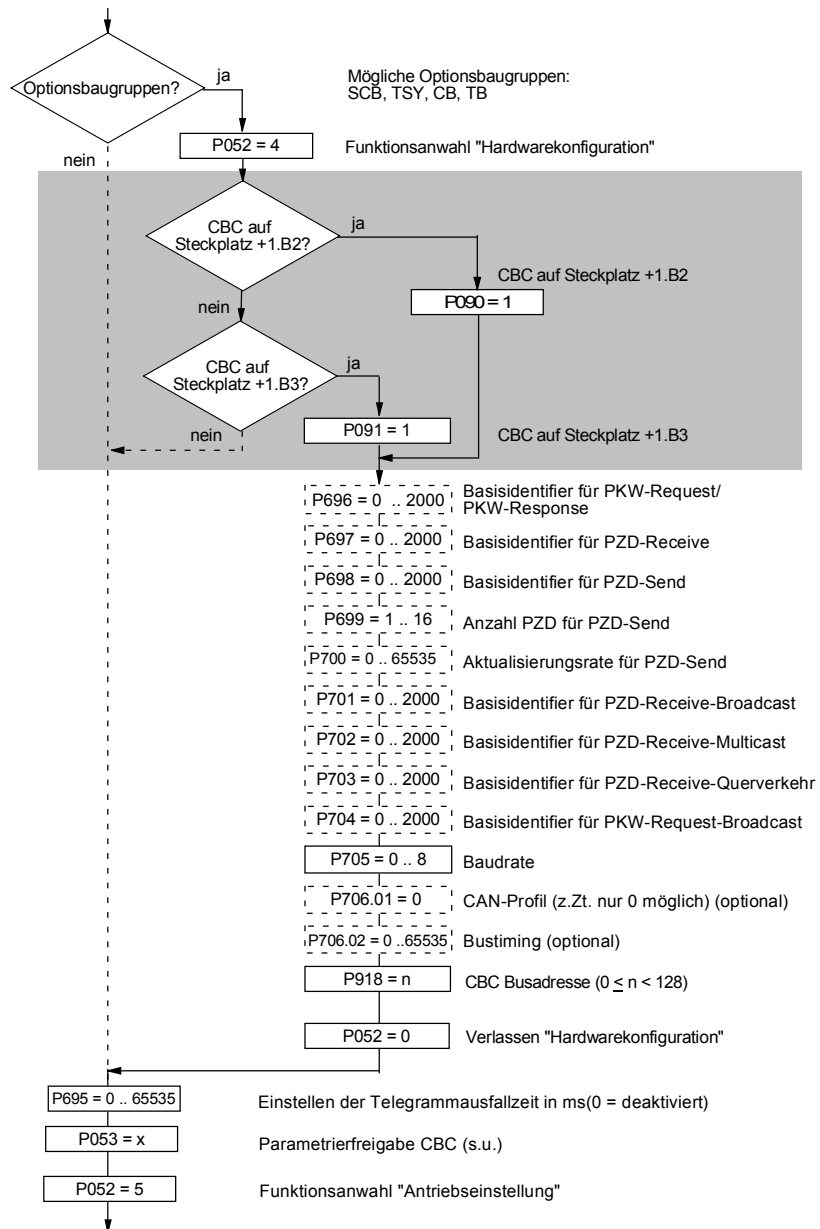 Optionsbaugruppen?
ja
Mögliche Optionsbaugruppen:
SCB, TSY, CB, TB
nein
P052 = 4
Funktionsanwahl "Hardwarekonfiguration"
CBC auf
Steckplatz +1.B2?
ja
CBC auf Steckplatz +1.B2
P090 = 1
nein
CBC auf
Steckplatz +1.B3?
ja
nein
P091 = 1
CBC auf Steckplatz +1.B3
P696 = 0 .. 2000
Basisidentifier für PKW-Request/
PKW-Response
P697 = 0 .. 2000
Basisidentifier für PZD-Receive
P698 = 0 .. 2000
Basisidentifier für PZD-Send
P699 = 1 .. 16
Anzahl PZD für PZD-Send
P700 = 0 .. 65535
Aktualisierungsrate für PZD-Send
P701 = 0 .. 2000
Basisidentifier für PZD-Receive-Broadcast
P702 = 0 .. 2000
Basisidentifier für PZD-Receive-Multicast
P703 = 0 .. 2000
Basisidentifier für PZD-Receive-Querverkehr
P704 = 0 .. 2000
Basisidentifier für PKW-Request-Broadcast
P705 = 0 .. 8
Baudrate
P706.01 = 0
CAN-Profil (z.Zt. nur 0 möglich) (optional)
P706.02 = 0 ..65535
Bustiming (optional)
P918 = n
CBC Busadresse (0 ≤ n < 128)
P052 = 0
Verlassen "Hardwarekonfiguration"
P695 = 0 .. 65535
Einstellen der Telegrammausfallzeit in ms(0 = deaktiviert)
P053 = x
Parametrierfreigabe CBC (s.u.)
P052 = 5
Funktionsanwahl "Antriebseinstellung"